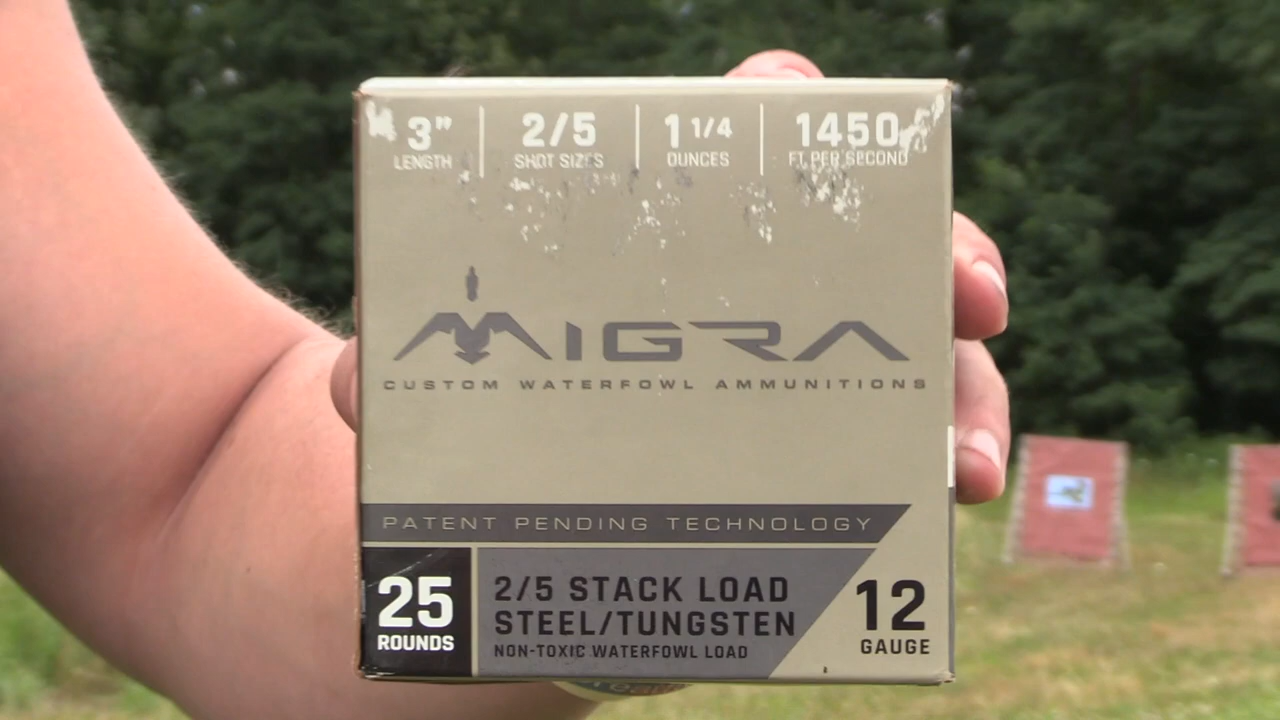 3" 2/5 1 1/4 1450
LENGTH SHOT SIZES OUNCES FT PER SECOND
MIGRA
CUSTOM WATERFOWL AMMUNITIONS
PATENT PENDING TECHNOLOGY
25
ROUNDS
2/5 STACK LOAD
STEEL/TUNGSTEN
NON-TOXIC WATERFOWL LOAD
12
GAUGE